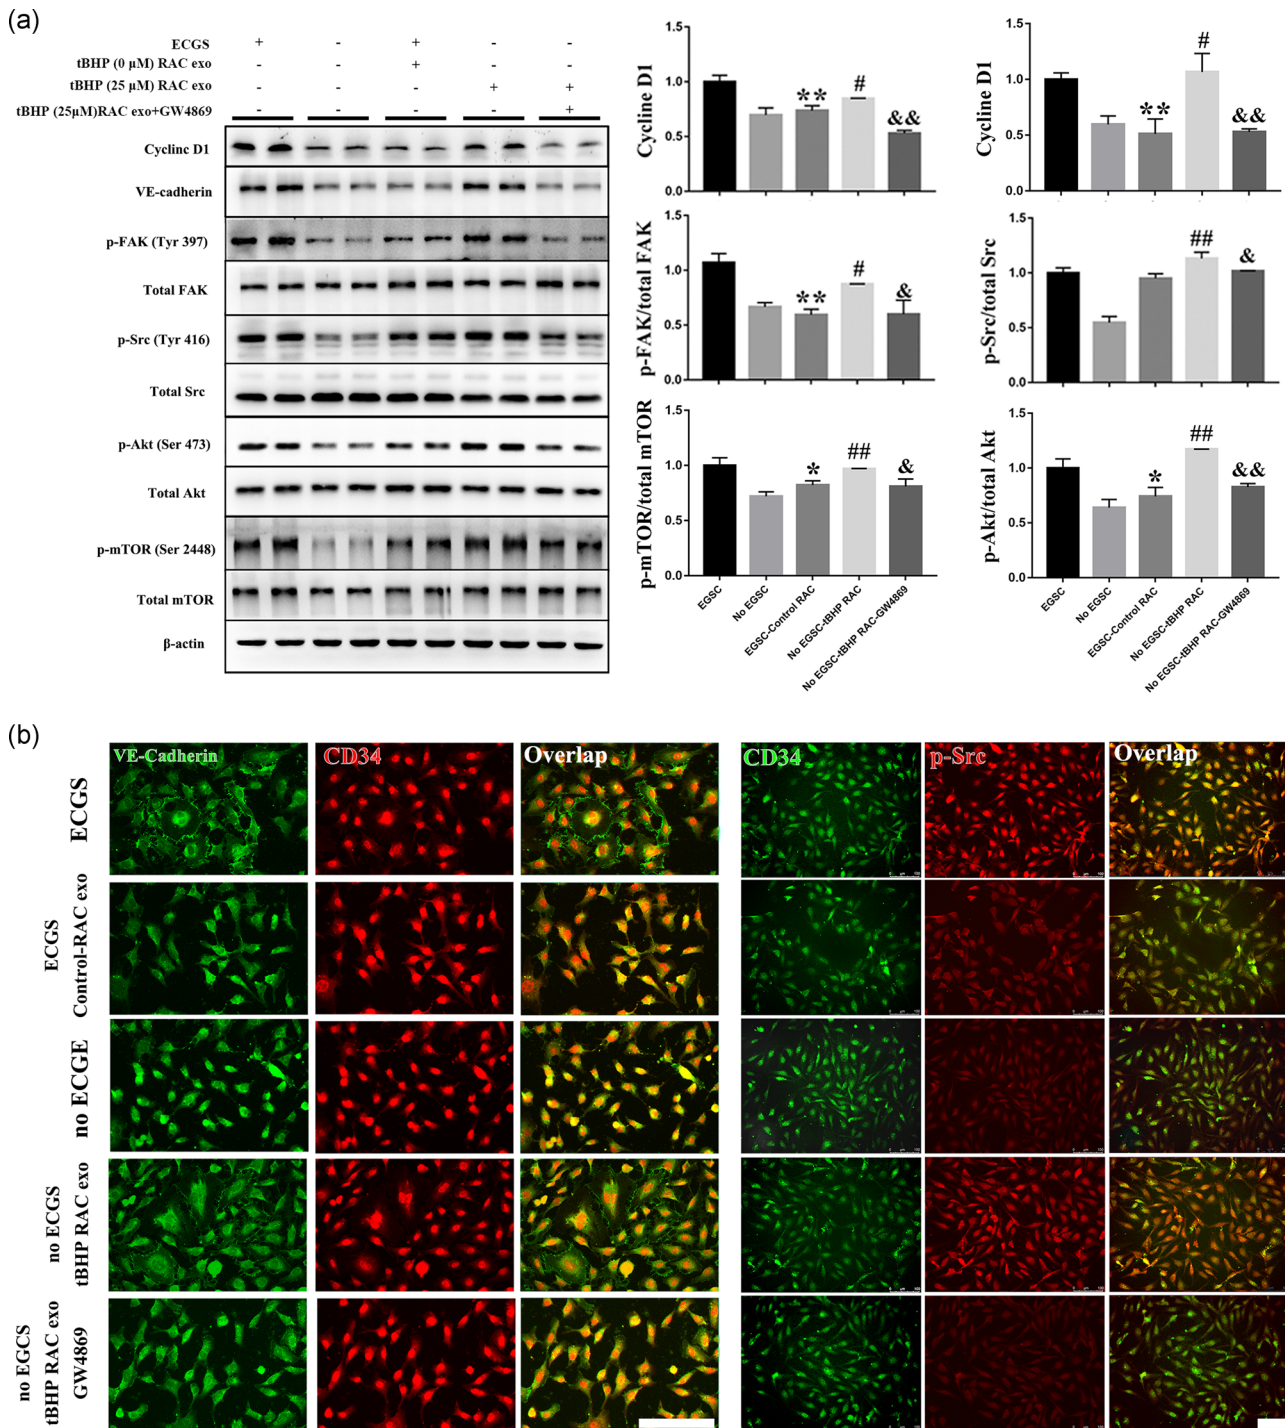 (a)
ECGS + - + - -
tBHP (0 μM) RAC exo - - + - -
tBHP (25 μM) RAC exo - - - + +
tBHP (25μM)RAC exo+GW4869 - - - - +
Cyclinc D1
VE-cadherin
p-FAK (Tyr 397)
Total FAK
p-Src (Tyr 416)
Total Src
p-Akt (Ser 473)
Total Akt
p-mTOR (Ser 2448)
Total mTOR
β-actin
Cycline D1
1.5
1.0
0.5
0.0
**
#
&&
Cycline D1
1.5
1.0
0.5
0.0
**
#
&&
p-FAK/total FAK
1.5
1.0
0.5
0.0
**
#
&
p-Src/total Src
1.5
1.0
0.5
0.0
##
&
p-mTOR/total mTOR
1.5
1.0
0.5
0.0
*
##
&
EGSC
No EGSC
EGSC-Control RAC
No EGSC-tBHP RAC
No EGSC-tBHP RAC-GW4869
p-Akt/total Akt
1.5
1.0
0.5
0.0
*
##
&&
EGSC
No EGSC
EGSC-Control RAC
No EGSC-tBHP RAC
No EGSC-tBHP RAC-GW4869
(b)
VE-Cadherin CD34 Overlap CD34 p-Src Overlap
ECGS
ECGS
Control-RAC exo
no ECGE
no ECGS
tBHP RAC exo
no EGCS
tBHP RAC exo
GW4869